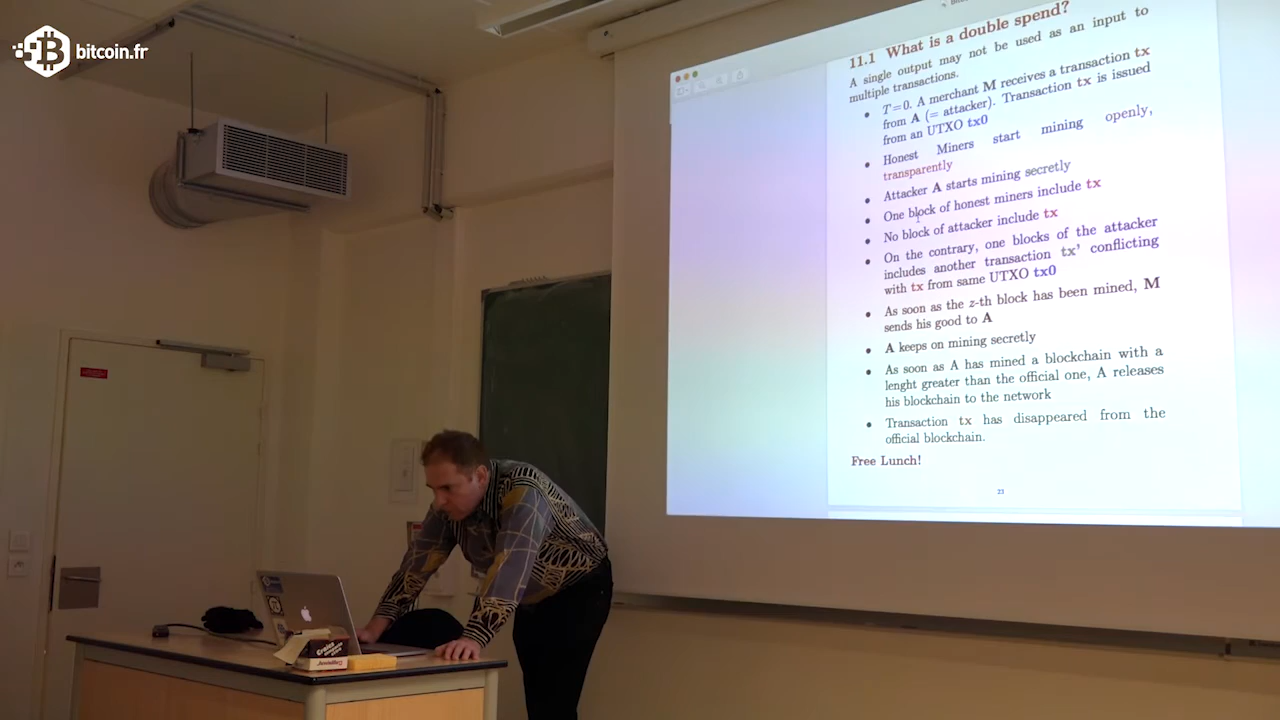 bitcoin.fr
11.1 What is a double spend?
A single output may not be used as an input to
multiple transactions.
• T=0. A merchant M receives a transaction tx
from A (= attacker). Transaction tx is issued
from an UTXO tx0
• Honest Miners start mining openly,
transparently
• Attacker A starts mining secretly
• One block of honest miners include tx
• No block of attacker include tx
• On the contrary, one blocks of the attacker
includes another transaction tx' conflicting
with tx from same UTXO tx0
• As soon as the z-th block has been mined, M
sends his good to A
• A keeps on mining secretly
• As soon as A has mined a blockchain with a
lenght greater than the official one, A releases
his blockchain to the network
• Transaction tx has disappeared from the
official blockchain.
Free Lunch!
21